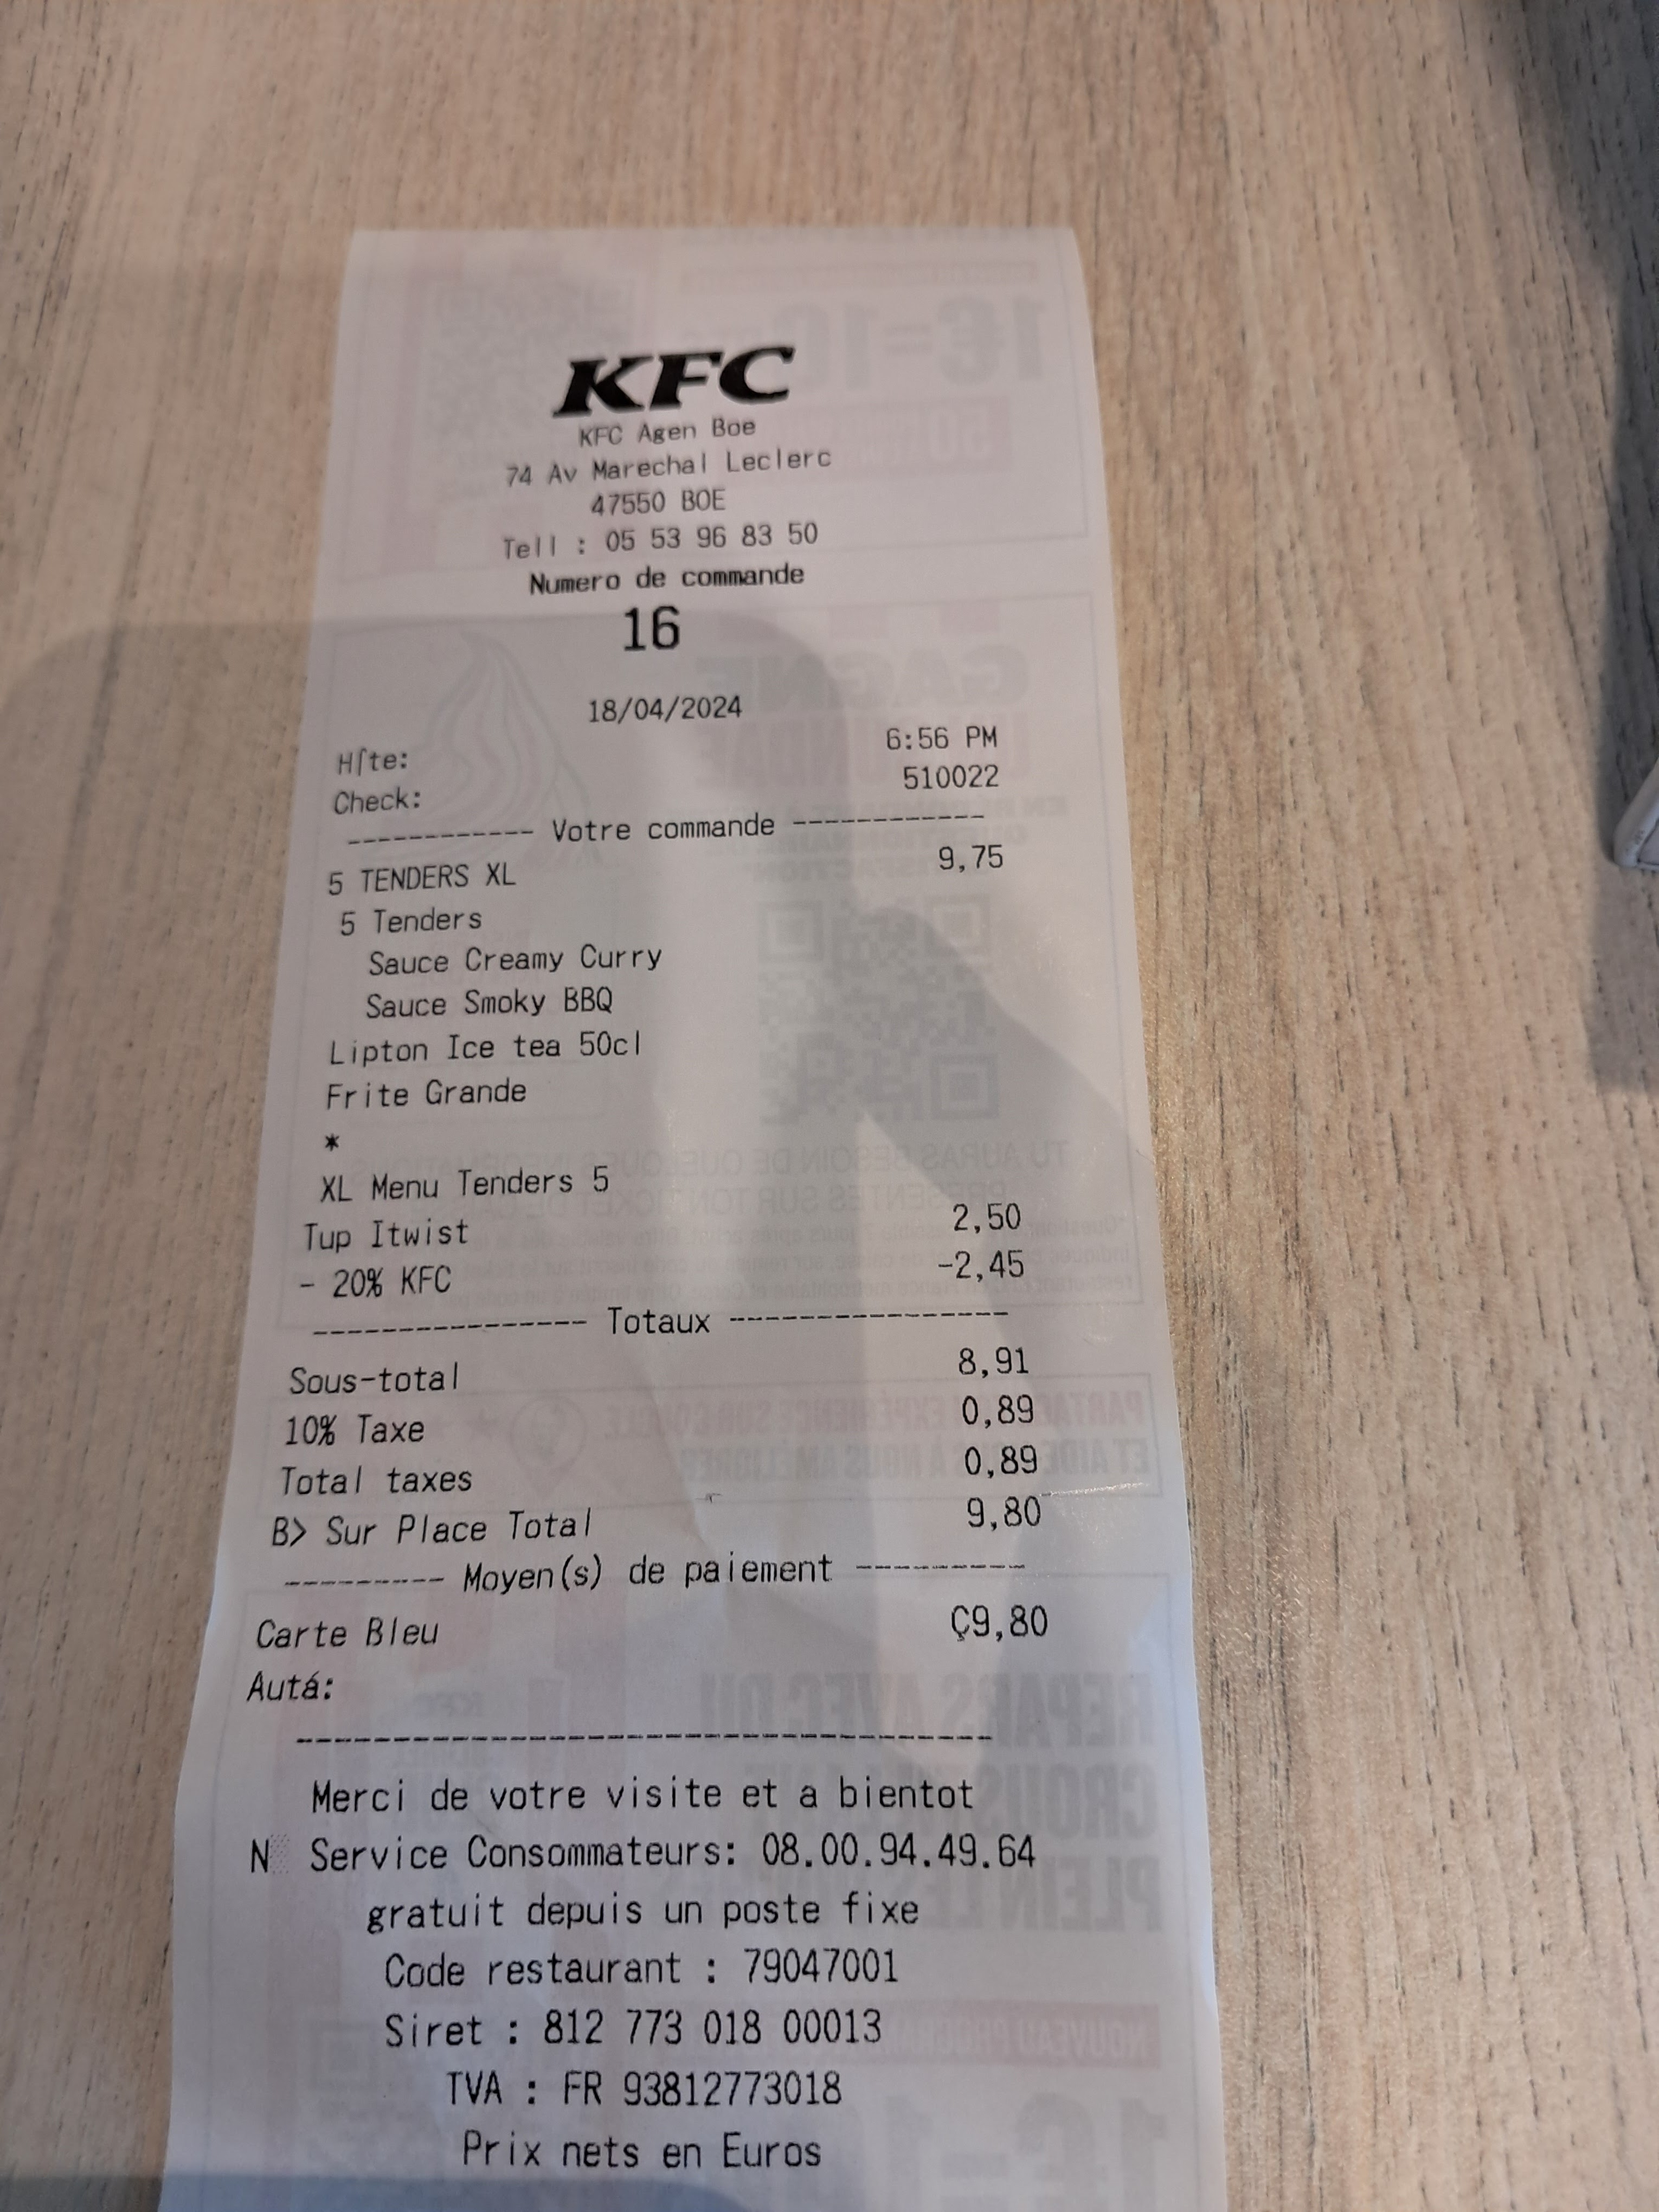 KFC
KFC Agen Boe
74 Av Marechal Leclerc
47550 BOE
Tell : 05 53 96 83 50
Numero de commande
16
18/04/2024
6:56 PM
H⌠te:
510022
Check:
------------ Votre commande ------------
5 TENDERS XL 9,75
5 Tenders
Sauce Creamy Curry
Sauce Smoky BBQ
Lipton Ice tea 50cl
Frite Grande
*
XL Menu Tenders 5
Tup Itwist 2,50
- 20% KFC -2,45
---------------- Totaux ----------------
Sous-total 8,91
10% Taxe 0,89
Total taxes 0,89
B> Sur Place Total 9,80
--------- Moyen(s) de paiement ----------
Carte Bleu Ç9,80
Autá:
----------------------------------------
Merci de votre visite et a bientot
N░ Service Consommateurs: 08.00.94.49.64
gratuit depuis un poste fixe
Code restaurant : 79047001
Siret : 812 773 018 00013
TVA : FR 93812773018
Prix nets en Euros